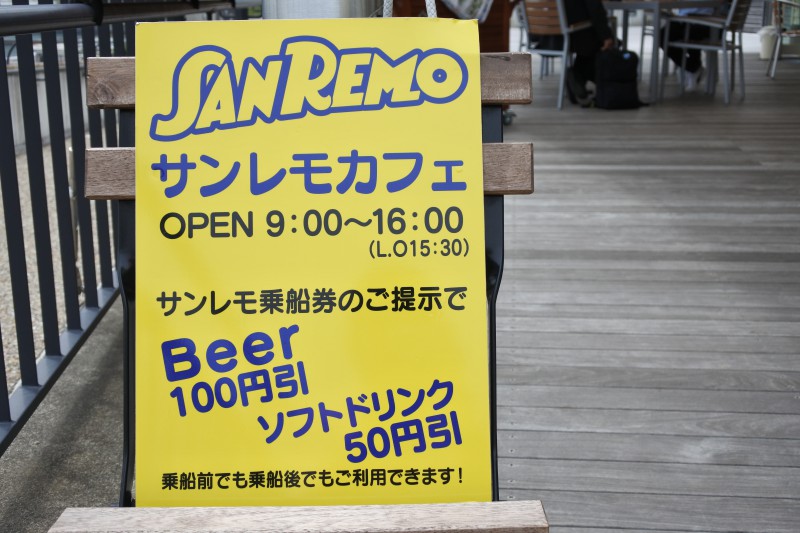 SANREMO
サンレモカフェ
OPEN 9:00〜16:00
(L.O15:30)
サンレモ乗船券のご提示で
Beer
100円引
ソフトドリンク
50円引
乗船前でも乗船後でもご利用できます!